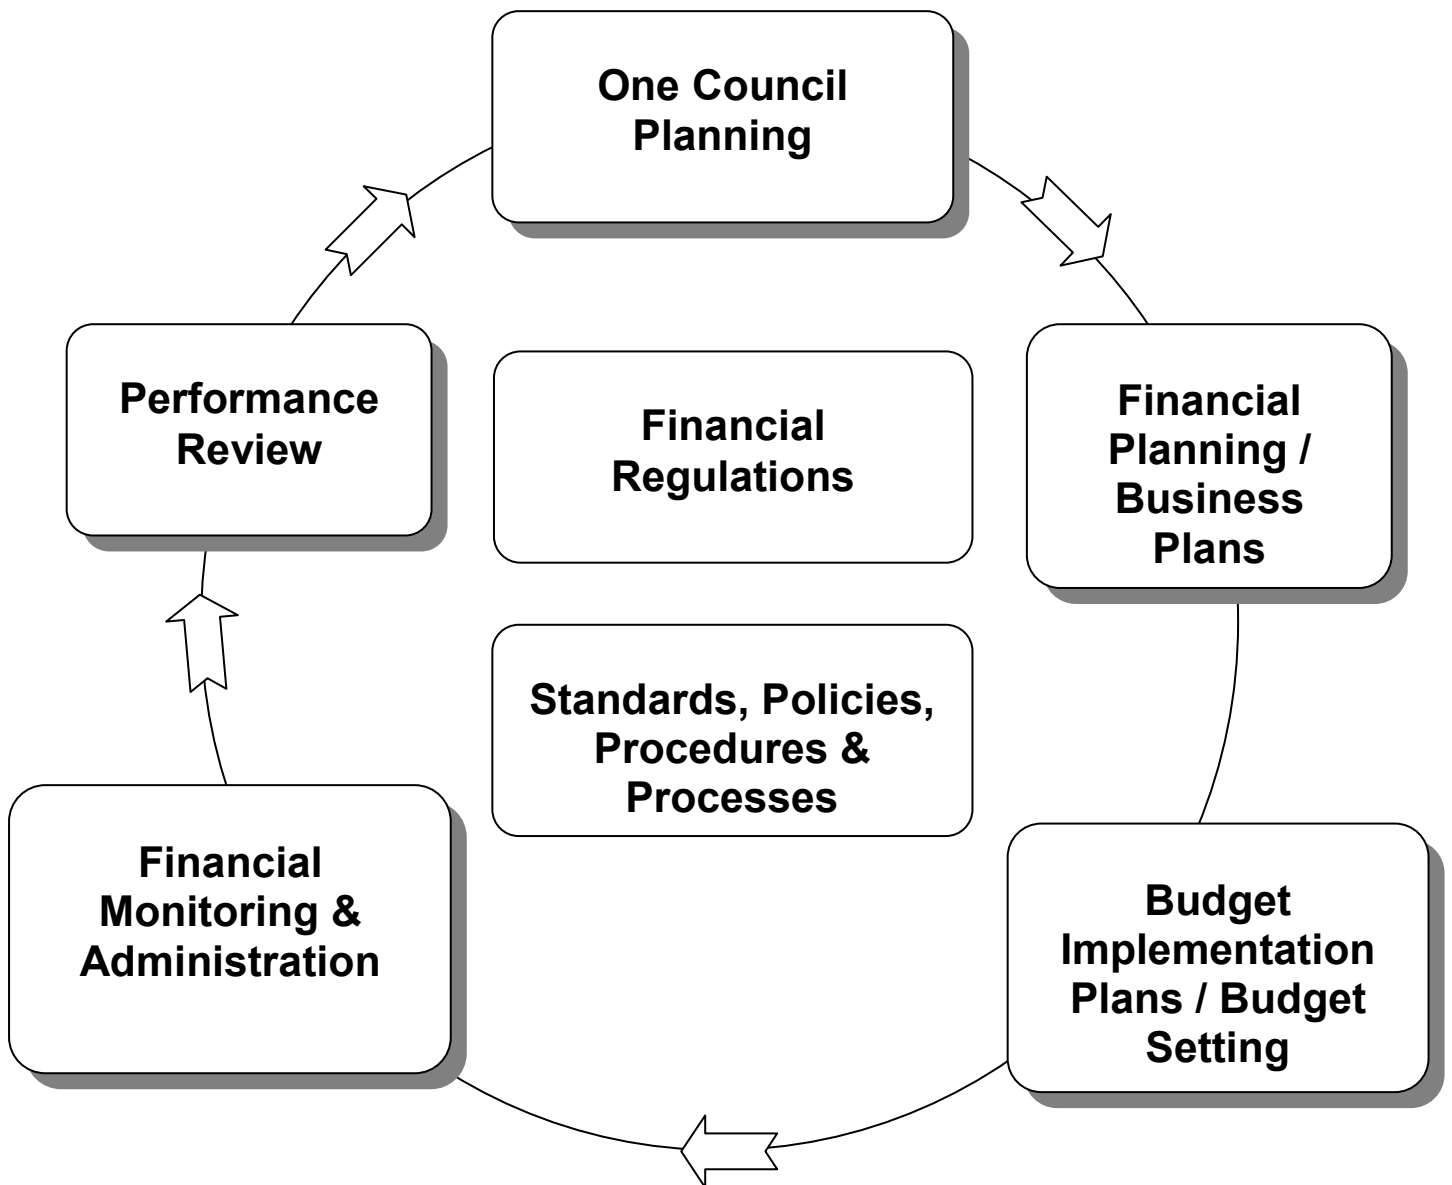 One Council
Planning
Performance
Review
Financial
Regulations
Financial
Planning /
Business
Plans
Standards, Policies,
Procedures &
Processes
Financial
Monitoring &
Administration
Budget
Implementation
Plans / Budget
Setting